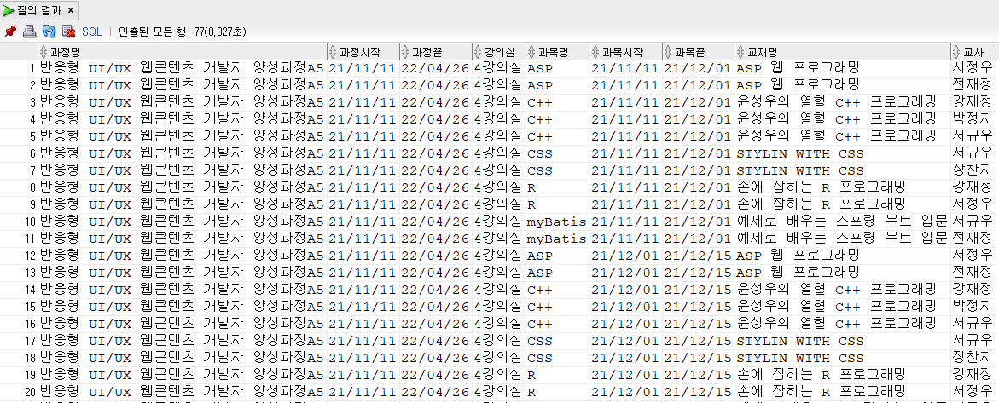 질의 결과 x
SQL | 인출된 모든 행: 77(0,027초)
과정명 과정시작 과정끝 강의실 과목명 과목시작 과목끝 교재명 교사
1 반응형 UI/UX 웹콘텐츠 개발자 양성과정A5 21/11/11 22/04/26 4강의실 ASP 21/11/11 21/12/01 ASP 웹 프로그래밍 서정우
2 반응형 UI/UX 웹콘텐츠 개발자 양성과정A5 21/11/11 22/04/26 4강의실 ASP 21/11/11 21/12/01 ASP 웹 프로그래밍 전재정
3 반응형 UI/UX 웹콘텐츠 개발자 양성과정A5 21/11/11 22/04/26 4강의실 C++ 21/11/11 21/12/01 윤성우의 열혈 C++ 프로그래밍 강재정
4 반응형 UI/UX 웹콘텐츠 개발자 양성과정A5 21/11/11 22/04/26 4강의실 C++ 21/11/11 21/12/01 윤성우의 열혈 C++ 프로그래밍 박정지
5 반응형 UI/UX 웹콘텐츠 개발자 양성과정A5 21/11/11 22/04/26 4강의실 C++ 21/11/11 21/12/01 윤성우의 열혈 C++ 프로그래밍 서규우
6 반응형 UI/UX 웹콘텐츠 개발자 양성과정A5 21/11/11 22/04/26 4강의실 CSS 21/11/11 21/12/01 STYLIN WITH CSS 서규우
7 반응형 UI/UX 웹콘텐츠 개발자 양성과정A5 21/11/11 22/04/26 4강의실 CSS 21/11/11 21/12/01 STYLIN WITH CSS 장찬지
8 반응형 UI/UX 웹콘텐츠 개발자 양성과정A5 21/11/11 22/04/26 4강의실 R 21/11/11 21/12/01 손에 잡히는 R 프로그래밍 강재정
9 반응형 UI/UX 웹콘텐츠 개발자 양성과정A5 21/11/11 22/04/26 4강의실 R 21/11/11 21/12/01 손에 잡히는 R 프로그래밍 서정우
10 반응형 UI/UX 웹콘텐츠 개발자 양성과정A5 21/11/11 22/04/26 4강의실 myBatis 21/11/11 21/12/01 예제로 배우는 스프링 부트 입문 서규우
11 반응형 UI/UX 웹콘텐츠 개발자 양성과정A5 21/11/11 22/04/26 4강의실 myBatis 21/11/11 21/12/01 예제로 배우는 스프링 부트 입문 전재정
12 반응형 UI/UX 웹콘텐츠 개발자 양성과정A5 21/11/11 22/04/26 4강의실 ASP 21/12/01 21/12/15 ASP 웹 프로그래밍 서정우
13 반응형 UI/UX 웹콘텐츠 개발자 양성과정A5 21/11/11 22/04/26 4강의실 ASP 21/12/01 21/12/15 ASP 웹 프로그래밍 전재정
14 반응형 UI/UX 웹콘텐츠 개발자 양성과정A5 21/11/11 22/04/26 4강의실 C++ 21/12/01 21/12/15 윤성우의 열혈 C++ 프로그래밍 강재정
15 반응형 UI/UX 웹콘텐츠 개발자 양성과정A5 21/11/11 22/04/26 4강의실 C++ 21/12/01 21/12/15 윤성우의 열혈 C++ 프로그래밍 박정지
16 반응형 UI/UX 웹콘텐츠 개발자 양성과정A5 21/11/11 22/04/26 4강의실 C++ 21/12/01 21/12/15 윤성우의 열혈 C++ 프로그래밍 서규우
17 반응형 UI/UX 웹콘텐츠 개발자 양성과정A5 21/11/11 22/04/26 4강의실 CSS 21/12/01 21/12/15 STYLIN WITH CSS 서규우
18 반응형 UI/UX 웹콘텐츠 개발자 양성과정A5 21/11/11 22/04/26 4강의실 CSS 21/12/01 21/12/15 STYLIN WITH CSS 장찬지
19 반응형 UI/UX 웹콘텐츠 개발자 양성과정A5 21/11/11 22/04/26 4강의실 R 21/12/01 21/12/15 손에 잡히는 R 프로그래밍 강재정
20 반응형 UI/UX 웹콘텐츠 개발자 양성과정A5 21/11/11 22/04/26 4강의실 R 21/12/01 21/12/15 손에 잡히는 R 프로그래밍 서정우